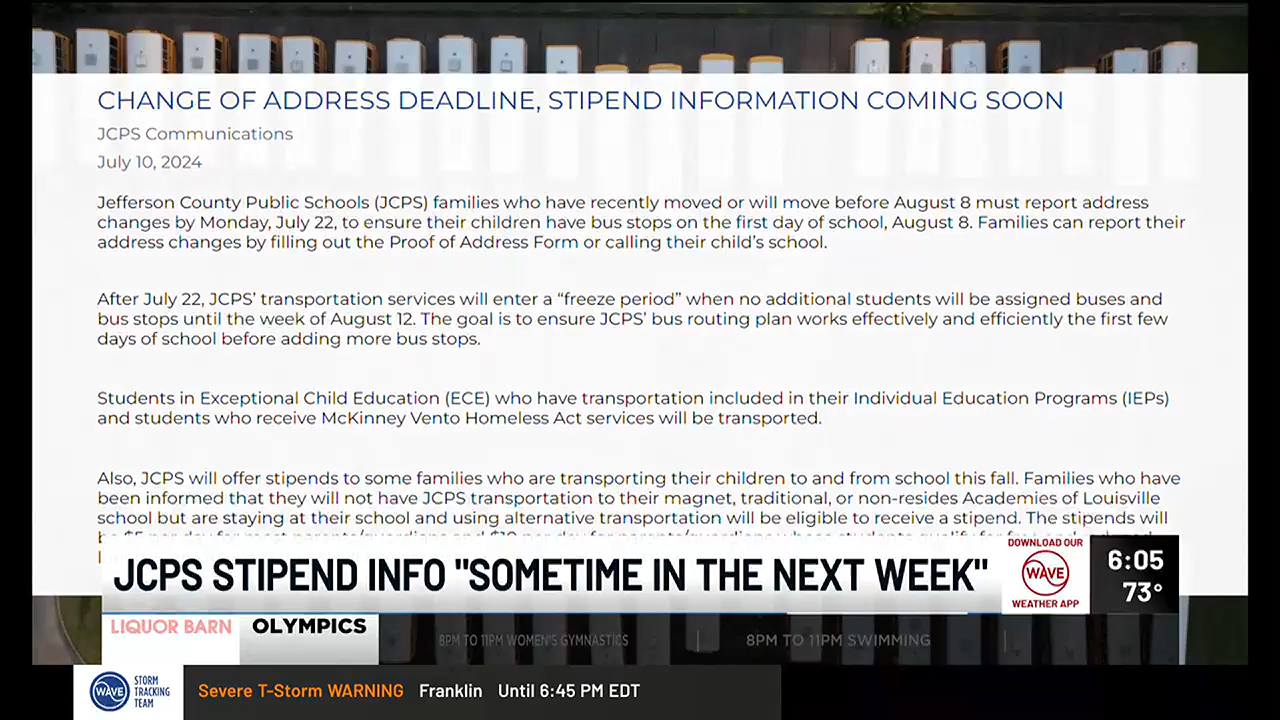 CHANGE OF ADDRESS DEADLINE, STIPEND INFORMATION COMING SOON
JCPS Communications
July 10, 2024
Jefferson County Public Schools (JCPS) families who have recently moved or will move before August 8 must report address
changes by Monday, July 22, to ensure their children have bus stops on the first day of school, August 8. Families can report their
address changes by filling out the Proof of Address Form or calling their child's school.
After July 22, JCPS' transportation services will enter a “freeze period” when no additional students will be assigned buses and
bus stops until the week of August 12. The goal is to ensure JCPS' bus routing plan works effectively and efficiently the first few
days of school before adding more bus stops.
Students in Exceptional Child Education (ECE) who have transportation included in their Individual Education Programs (IEPs)
and students who receive McKinney Vento Homeless Act services will be transported.
Also, JCPS will offer stipends to some families who are transporting their children to and from school this fall. Families who have
been informed that they will not have JCPS transportation to their magnet, traditional, or non-resides Academies of Louisville
school but are staying at their school and using alternative transportation will be eligible to receive a stipend. The stipends will
JCPS STIPEND INFO "SOMETIME IN THE NEXT WEEK"
DOWNLOAD OUR
WAVE
WEATHER APP
6:05
73°
LIQUOR BARN
OLYMPICS
8PM TO 11PM WOMEN'S GYMNASTICS
8PM TO 11PM SWIMMING
WAVE
STORM
TRACKING
TEAM
Severe T-Storm WARNING Franklin Until 6:45 PM EDT